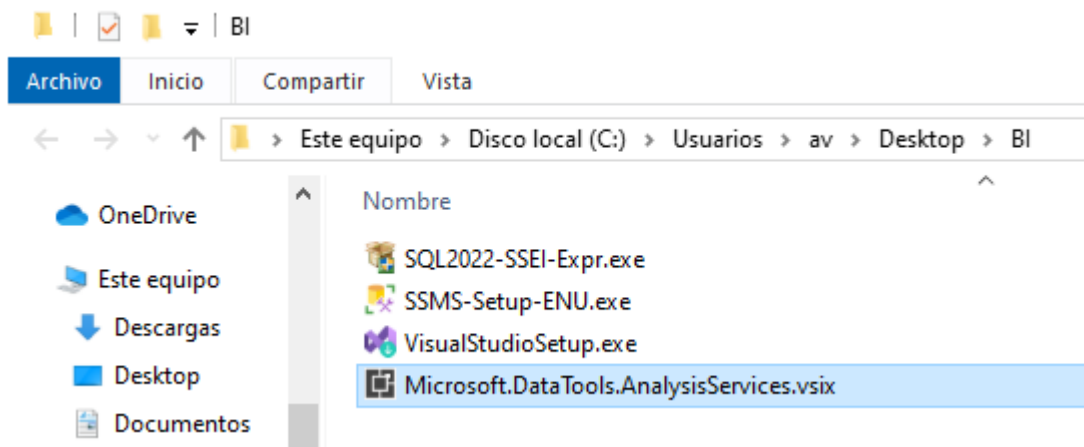 BI
Archivo Inicio Compartir Vista
Este equipo > Disco local (C:) > Usuarios > av > Desktop > BI
OneDrive
Este equipo
Descargas
Desktop
Documentos
Nombre
SQL2022-SSEI-Expr.exe
SSMS-Setup-ENU.exe
VisualStudioSetup.exe
Microsoft.DataTools.AnalysisServices.vsix